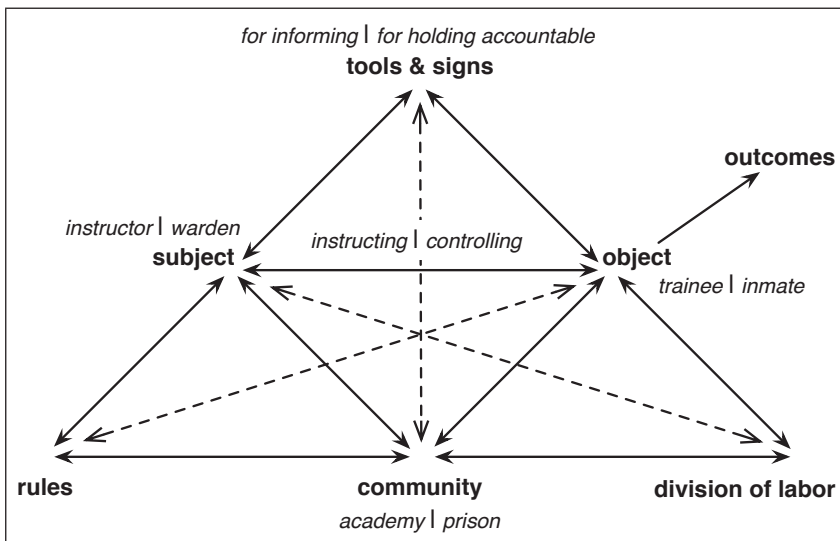 for informing | for holding accountable
tools & signs
outcomes
instructor | warden
subject
instructing | controlling
object
trainee | inmate
rules
community
division of labor
academy | prison